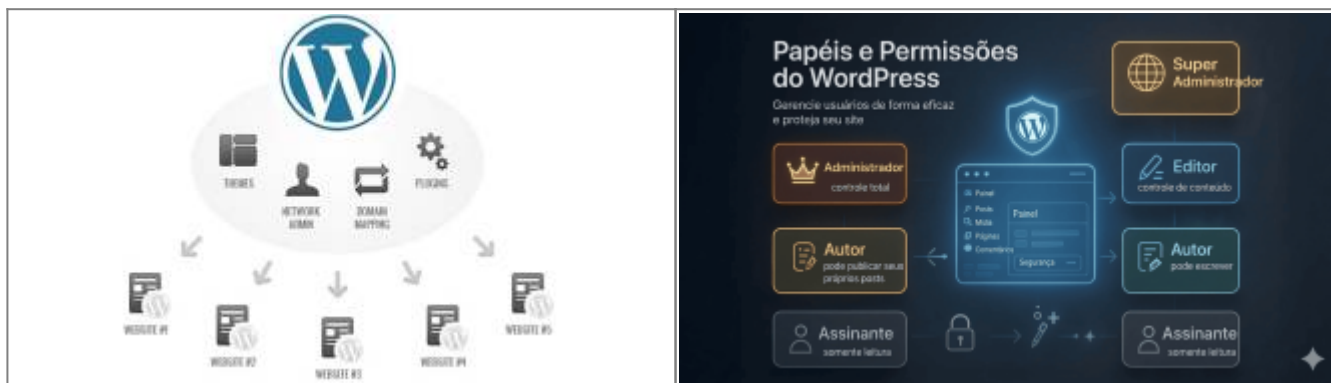 THEMES
NETWORK
ADMIN
DOMAIN
MAPPING
PLUGINS
WEBSITE #1
WEBSITE #2
WEBSITE #3
WEBSITE #4
WEBSITE #5
Papéis e Permissões
do WordPress
Gerencie usuários de forma eficaz
e proteja seu site
Super
Administrador
Administrador
controle total
Editor
controle de conteúdo
Painel
Posts
Mídia
Páginas
Comentários
Painel
Segurança
Autor
pode publicar seus
próprios posts
Autor
pode escrever
Assinante
somente leitura
Assinante
somente leitura